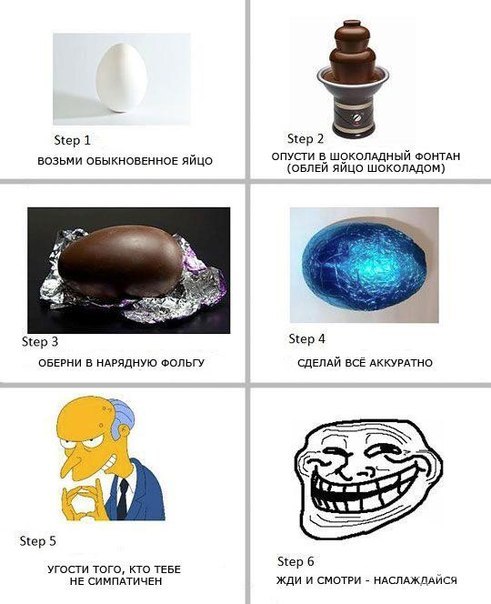 Step 1
ВОЗЬМИ ОБЫКНОВЕННОЕ ЯЙЦО
Step 2
ОПУСТИ В ШОКОЛАДНЫЙ ФОНТАН
(ОБЛЕЙ ЯЙЦО ШОКОЛАДОМ)
Step 3
ОБЕРНИ В НАРЯДНУЮ ФОЛЬГУ
Step 4
СДЕЛАЙ ВСЁ АККУРАТНО
Step 5
УГОСТИ ТОГО, КТО ТЕБЕ
НЕ СИМПАТИЧЕН
Step 6
ЖДИ И СМОТРИ - НАСЛАЖДАЙСЯ